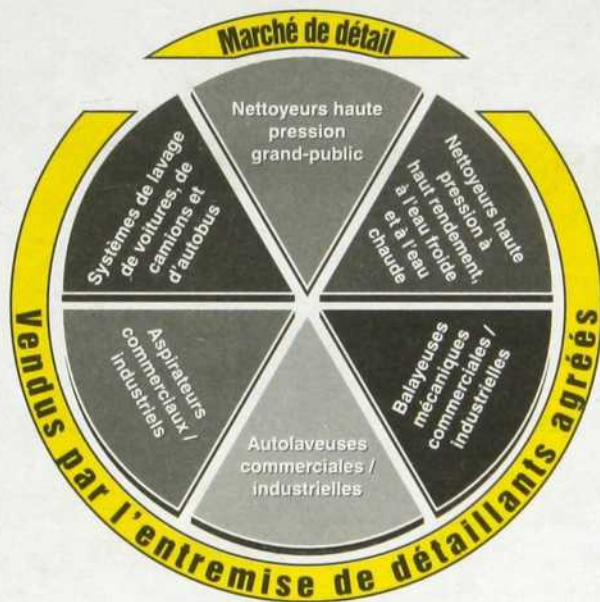 Marché de détail
Nettoyeurs haute
pression
grand-public
Nettoyeurs haute
pression à
haut rendement,
à l'eau froide
et à l'eau
chaude
Balayeuses
mécaniques
commerciales /
industrielles
Autolaveuses
commerciales /
industrielles
Aspirateurs
commerciaux /
industriels
Systèmes de lavage
de voitures, de
camions et
d'autobus
Vendus par l'entremise de détaillants agréés